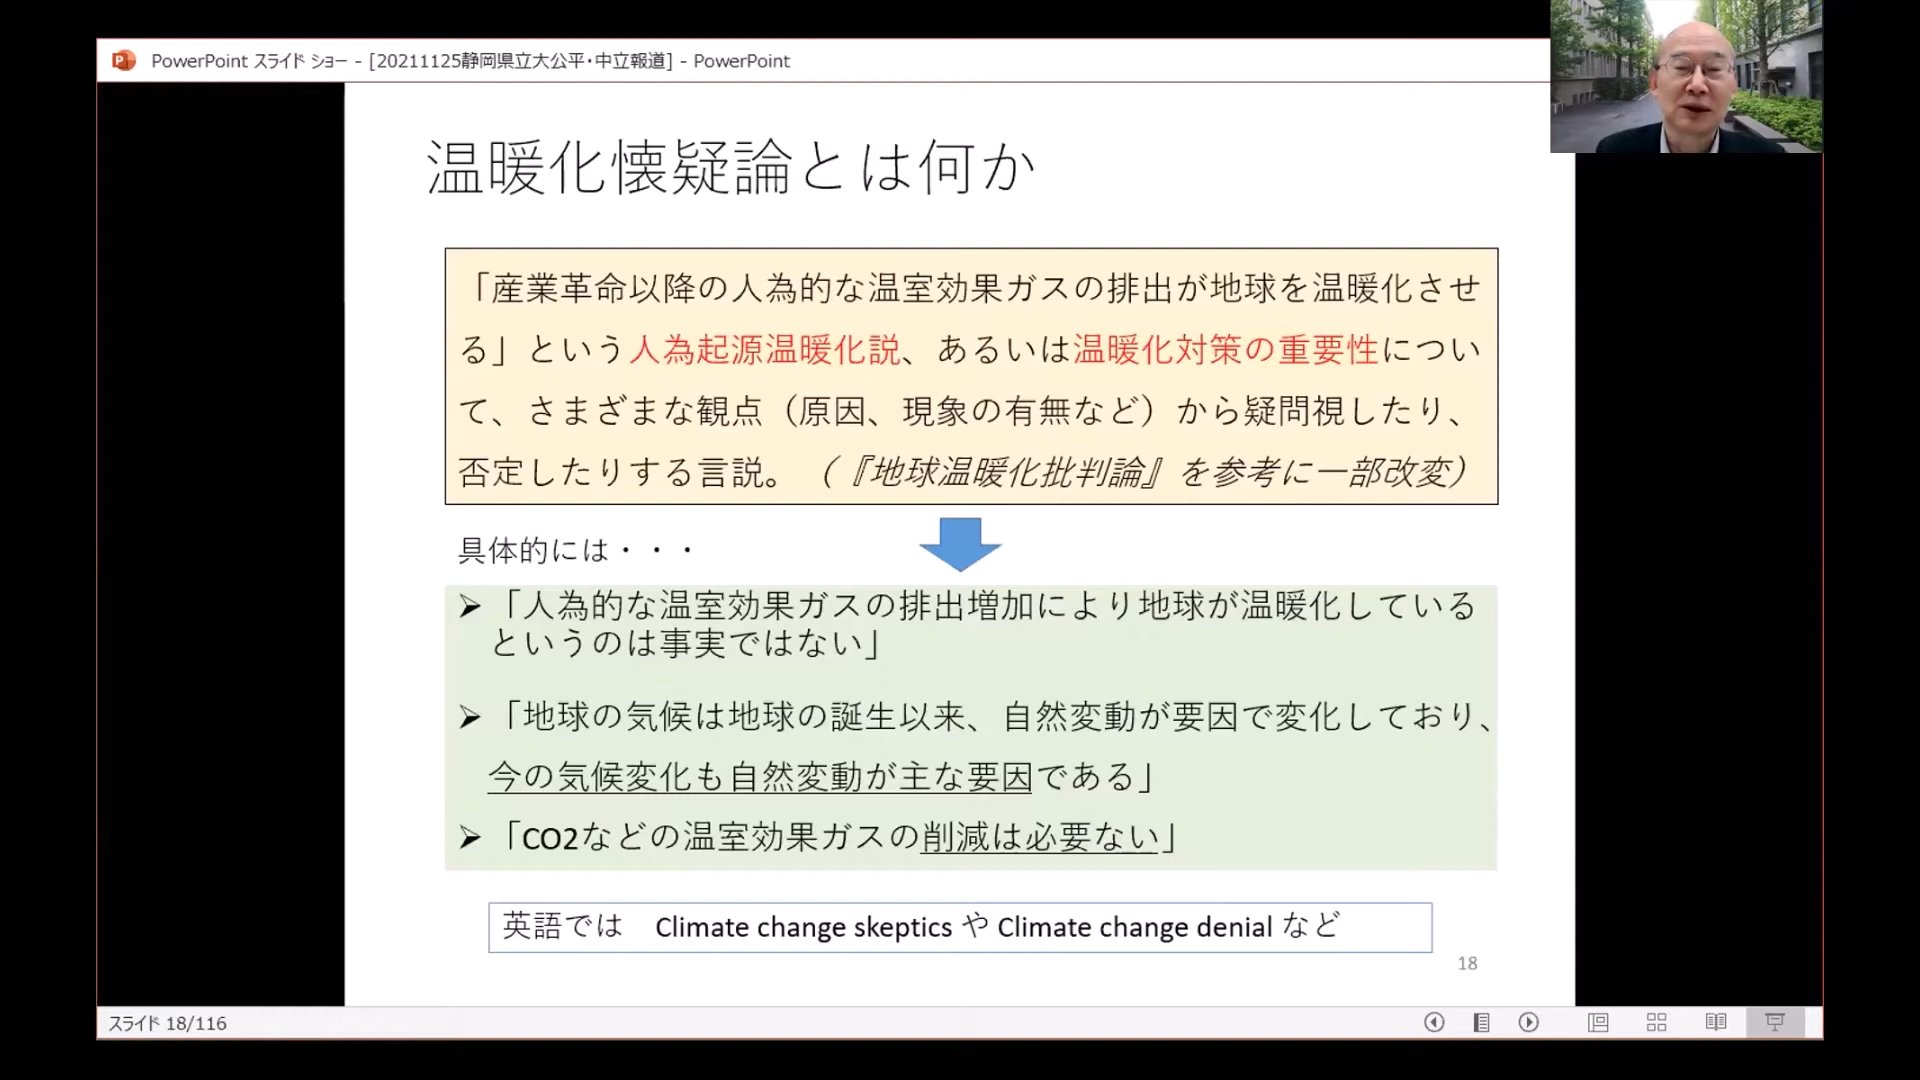 PowerPoint スライド ショー - [20211125静岡県立大公平・中立報道] - PowerPoint
温暖化懐疑論とは何か
「産業革命以降の人為的な温室効果ガスの排出が地球を温暖化させ
る」という人為起源温暖化説、あるいは温暖化対策の重要性につい
て、さまざまな観点（原因、現象の有無など）から疑問視したり、
否定したりする言説。（『地球温暖化批判論』を参考に一部改変）
具体的には・・・
➢「人為的な温室効果ガスの排出増加により地球が温暖化している
というのは事実ではない」
➢「地球の気候は地球の誕生以来、自然変動が要因で変化しており、
今の気候変化も自然変動が主な要因である」
➢「CO2などの温室効果ガスの削減は必要ない」
英語では　Climate change skeptics や Climate change denial など
18
スライド 18/116